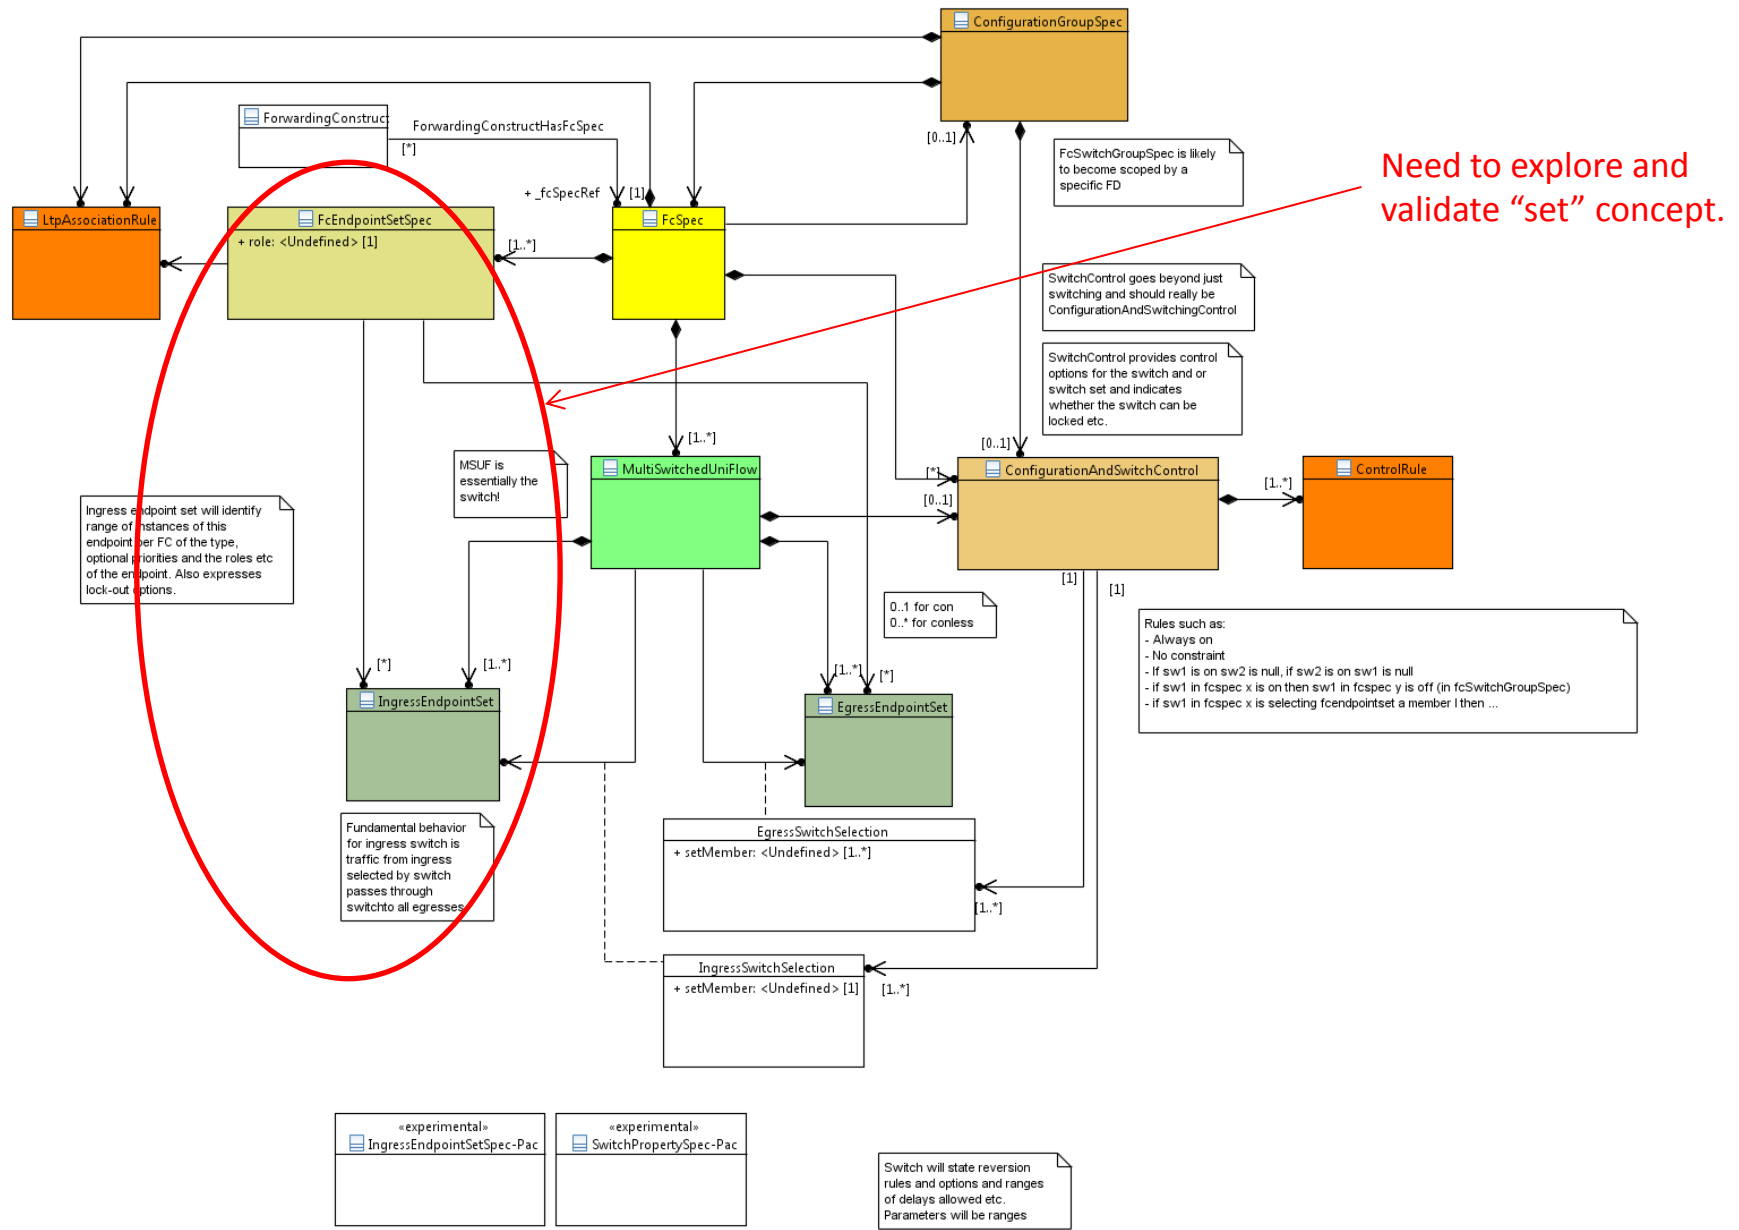 ConfigurationGroupSpec
ForwardingConstruct
ForwardingConstructHasFcSpec
[*]
[0..1]
FcSwitchGroupSpec is likely
to become scoped by a
specific FD
Need to explore and
validate “set” concept.
+ _fcSpecRef
[1]
LtpAssociationRule
FcEndpointSetSpec
+ role: <Undefined> [1]
[1..*]
FcSpec
SwitchControl goes beyond just
switching and should really be
ConfigurationAndSwitchingControl
SwitchControl provides control
options for the switch and or
switch set and indicates
whether the switch can be
locked etc.
[1..*]
[0..1]
MSUF is
essentially the
switch!
MultiSwitchedUniFlow
[*]
[0..1]
ConfigurationAndSwitchControl
[1..*]
ControlRule
Ingress endpoint set will identify
range of instances of this
endpoint per FC of the type,
optional priorities and the roles etc
of the endpoint. Also expresses
lock-out options.
[1]
[1]
0..1 for con
0..* for conless
Rules such as:
- Always on
- No constraint
- If sw1 is on sw2 is null, if sw2 is on sw1 is null
- if sw1 in fcspec x is on then sw1 in fcspec y is off (in fcSwitchGroupSpec)
- if sw1 in fcspec x is selecting fcendpointset a member I then ...
[*]
[1..*]
[1..*]
[*]
IngressEndpointSet
EgressEndpointSet
Fundamental behavior
for ingress switch is
traffic from ingress
selected by switch
passes through
switchto all egresses
EgressSwitchSelection
+ setMember: <Undefined> [1..*]
[1..*]
IngressSwitchSelection
+ setMember: <Undefined> [1]
[1..*]
«experimental»
IngressEndpointSetSpec-Pac
«experimental»
SwitchPropertySpec-Pac
Switch will state reversion
rules and options and ranges
of delays allowed etc.
Parameters will be ranges